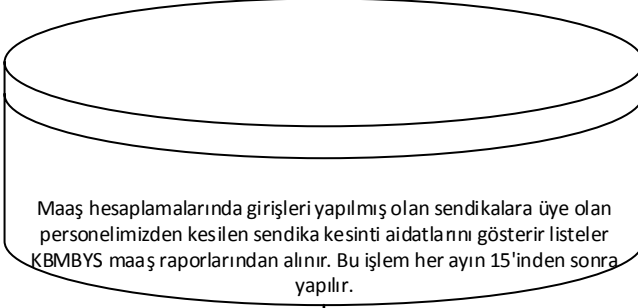 Maaş hesaplamalarında girişleri yapılmış olan sendikalara üye olan
personelimizden kesilen sendika kesinti aidatlarını gösterir listeler
KBMBYS maaş raporlarından alınır. Bu işlem her ayın 15'inden sonra
yapılır.